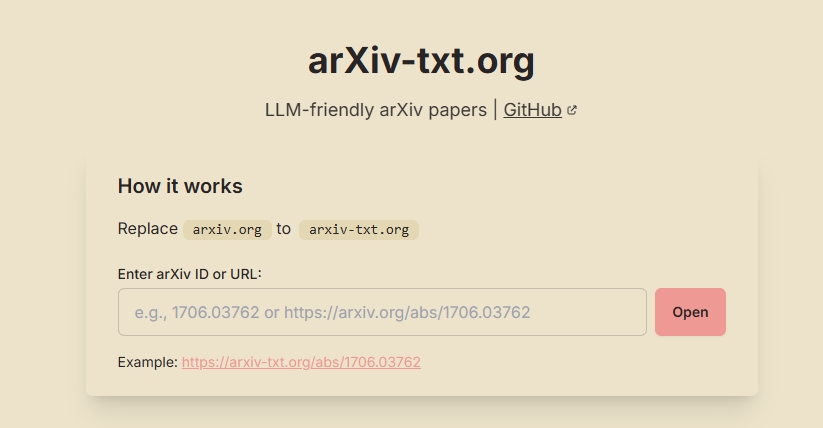 arXiv-txt.org
LLM-friendly arXiv papers | GitHub
How it works
Replace arxiv.org to arxiv-txt.org
Enter arXiv ID or URL:
e.g., 1706.03762 or https://arxiv.org/abs/1706.03762
Open
Example: https://arxiv-txt.org/abs/1706.03762